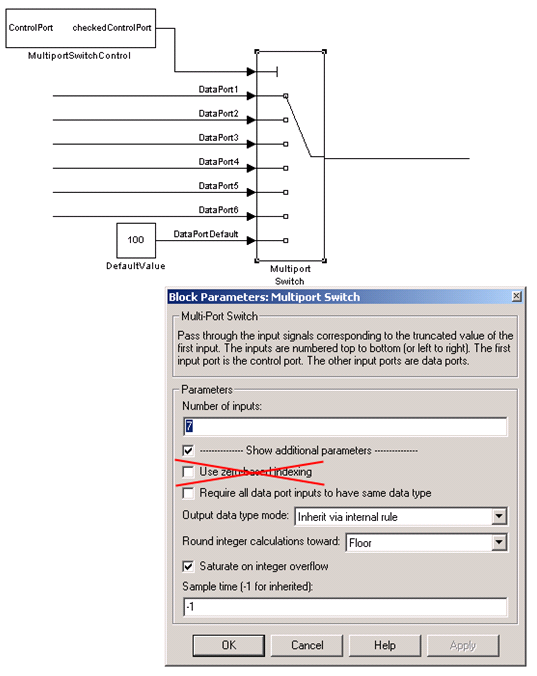 ControlPort checkedControlPort
MultiportSwitchControl
DataPort1
DataPort2
DataPort3
DataPort4
DataPort5
DataPort6
DataPortDefault
100
DefaultValue
Multiport
Switch
Block Parameters: Multiport Switch
Multi-Port Switch
Pass through the input signals corresponding to the truncated value of the
first input. The inputs are numbered top to bottom (or left to right). The first
input port is the control port. The other input ports are data ports.
Parameters
Number of inputs:
7
--------------- Show additional parameters ---------------
Use zero-based indexing
Require all data port inputs to have same data type
Output data type mode: Inherit via internal rule
Round integer calculations toward: Floor
Saturate on integer overflow
Sample time (-1 for inherited):
-1
OK Cancel Help Apply